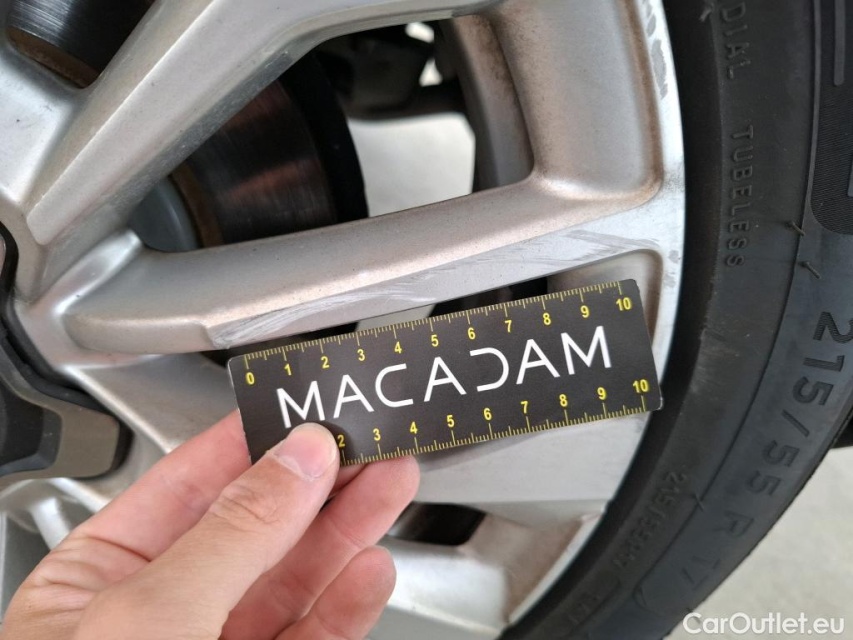 DIAL TUBELESS
215/55 R 17
0 1 2 3 4 5 6 7 8 9 10
MACADAM
2 3 4 5 6 7 8 9 10
CarOutlet.eu